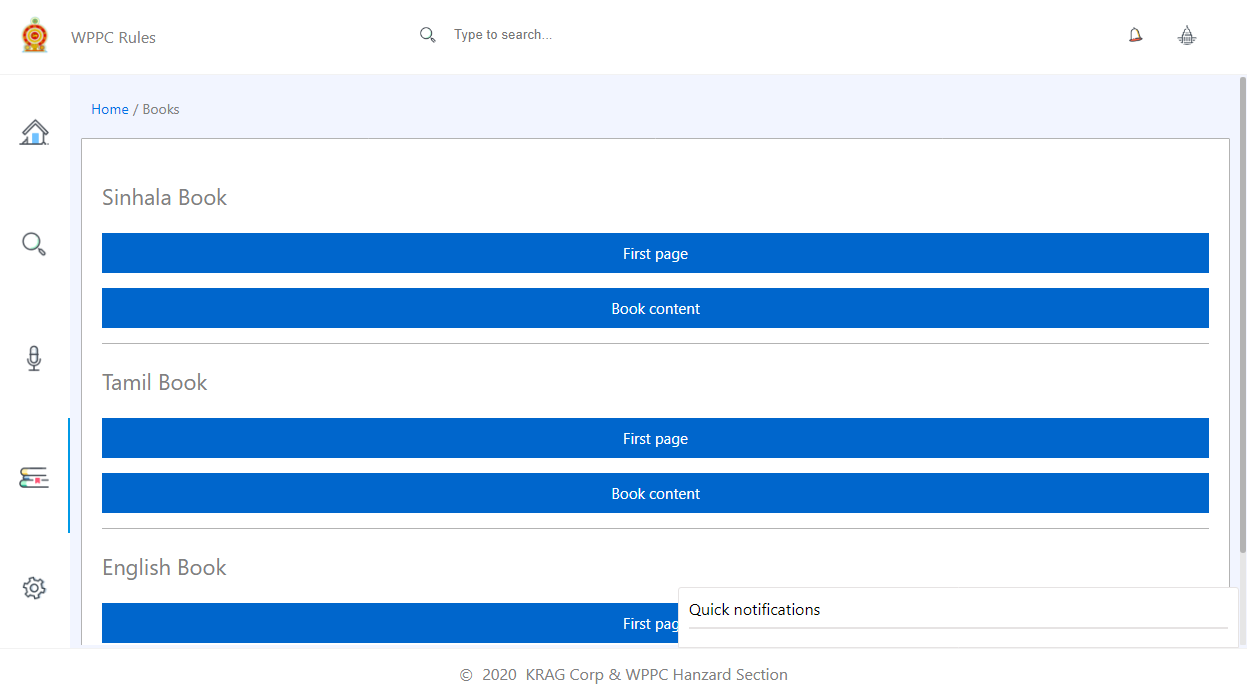 WPPC Rules
Type to search...
Home / Books
Sinhala Book
First page
Book content
Tamil Book
First page
Book content
English Book
First pag
Quick notifications
© 2020 KRAG Corp & WPPC Hanzard Section